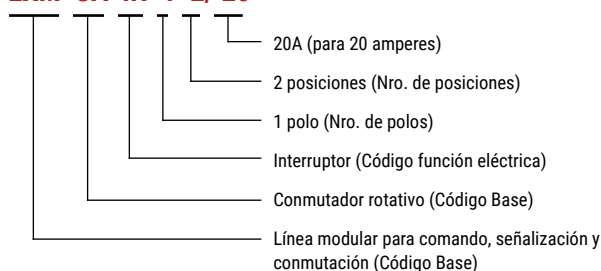 20A (para 20 amperes)
2 posiciones (Nro. de posiciones)
1 polo (Nro. de polos)
Interruptor (Código función eléctrica)
Conmutador rotativo (Código Base)
Línea modular para comando, señalización y
conmutación (Código Base)